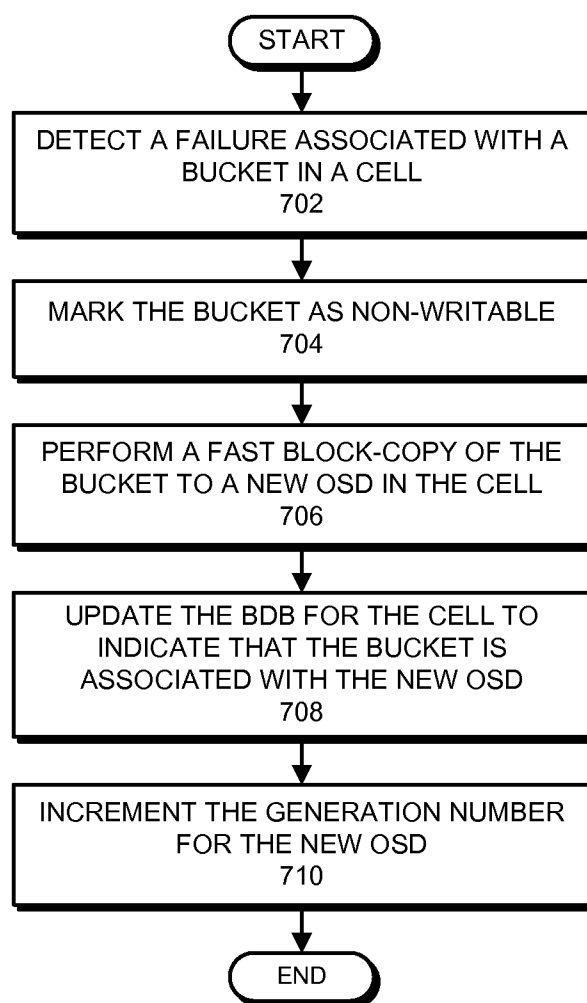 START
DETECT A FAILURE ASSOCIATED WITH A
BUCKET IN A CELL
702
MARK THE BUCKET AS NON-WRITABLE
704
PERFORM A FAST BLOCK-COPY OF THE
BUCKET TO A NEW OSD IN THE CELL
706
UPDATE THE BDB FOR THE CELL TO
INDICATE THAT THE BUCKET IS
ASSOCIATED WITH THE NEW OSD
708
INCREMENT THE GENERATION NUMBER
FOR THE NEW OSD
710
END